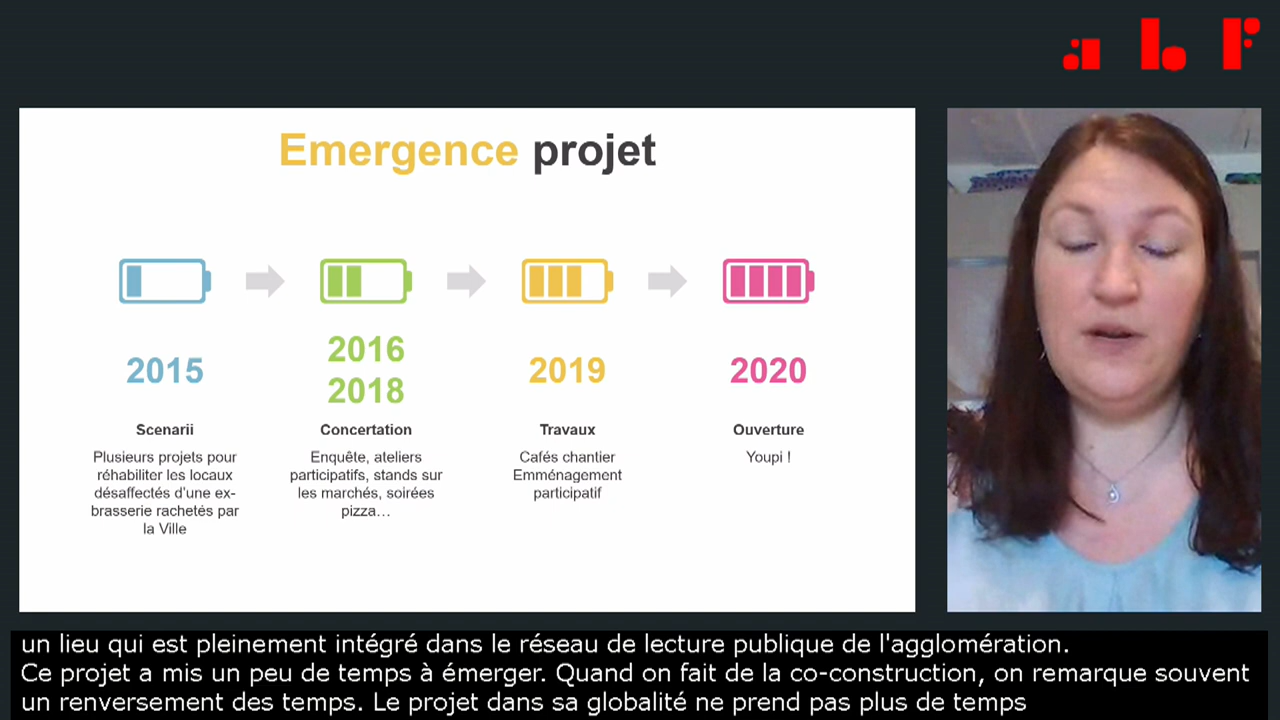 abf
Emergence projet
2015
2016
2018
2019
2020
Scenarii
Concertation
Travaux
Ouverture
Plusieurs projets pour
réhabiliter les locaux
désaffectés d'une ex-
brasserie rachetés par
la Ville
Enquête, ateliers
participatifs, stands sur
les marchés, soirées
pizza…
Cafés chantier
Emménagement
participatif
Youpi !
un lieu qui est pleinement intégré dans le réseau de lecture publique de l'agglomération.
Ce projet a mis un peu de temps à émerger. Quand on fait de la co-construction, on remarque souvent
un renversement des temps. Le projet dans sa globalité ne prend pas plus de temps